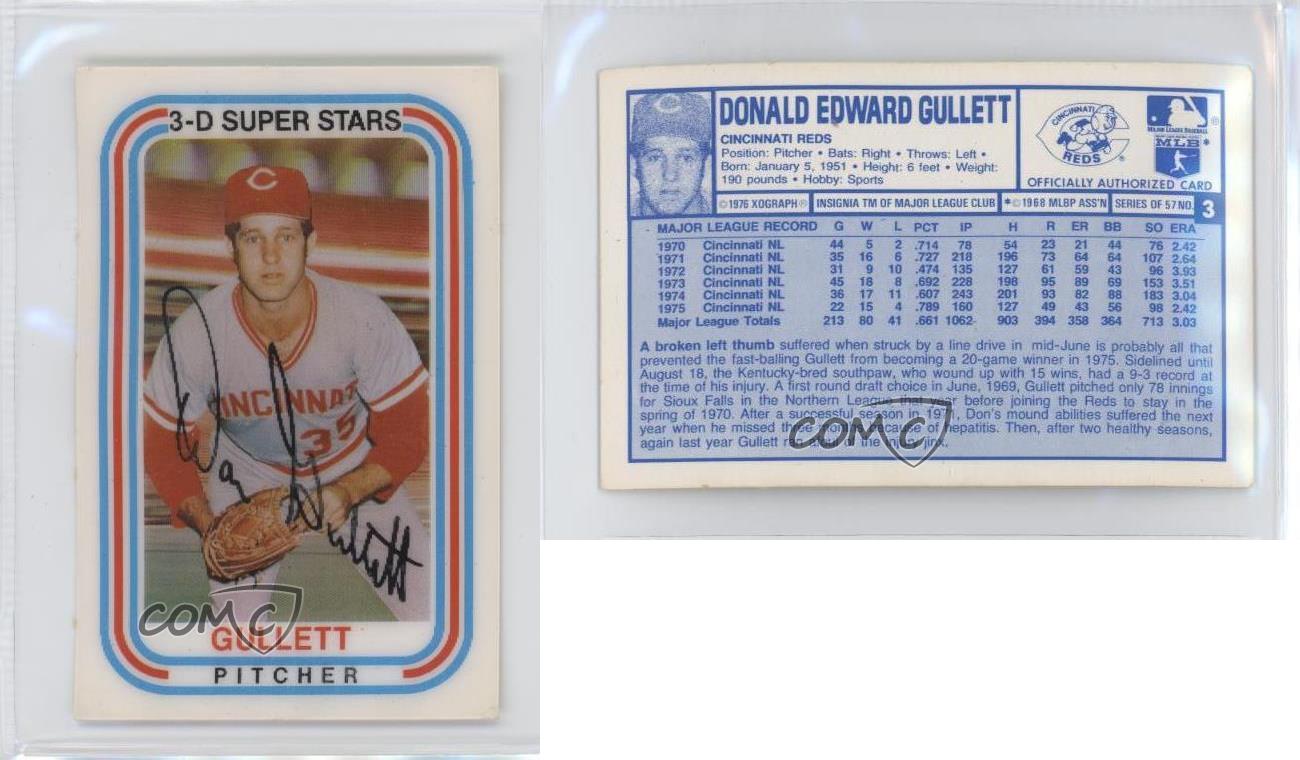 3-D SUPER STARS
CINCINNATI
35
Don Gullett
COMC
GULLETT
PITCHER
DONALD EDWARD GULLETT
CINCINNATI REDS
Position: Pitcher • Bats: Right • Throws: Left •
Born: January 5, 1951 • Height: 6 feet • Weight:
190 pounds • Hobby: Sports
CINCINNATI
REDS
®
MAJOR LEAGUE BASEBALL
®
MLB*
OFFICIALLY AUTHORIZED CARD
©1976 XOGRAPH® INSIGNIA TM OF MAJOR LEAGUE CLUB *©1968 MLBP ASS'N SERIES OF 57 NO. 3
MAJOR LEAGUE RECORD G W L PCT IP H R ER BB SO ERA
1970 Cincinnati NL 44 5 2 .714 78 54 23 21 44 76 2.42
1971 Cincinnati NL 35 16 6 .727 218 196 73 64 64 107 2.64
1972 Cincinnati NL 31 9 10 .474 135 127 61 59 43 96 3.93
1973 Cincinnati NL 45 18 8 .692 228 198 95 89 69 153 3.51
1974 Cincinnati NL 36 17 11 .607 243 201 93 82 88 183 3.04
1975 Cincinnati NL 22 15 4 .789 160 127 49 43 56 98 2.42
Major League Totals 213 80 41 .661 1062 903 394 358 364 713 3.03
A broken left thumb suffered when struck by a line drive in mid-June is probably all that
prevented the fast-balling Gullett from becoming a 20-game winner in 1975. Sidelined until
August 18, the Kentucky-bred southpaw, who wound up with 15 wins, had a 9-3 record at
the time of his injury. A first round draft choice in June, 1969, Gullett pitched only 78 innings
for Sioux Falls in the Northern League that year before joining the Reds to stay in the
spring of 1970. After a successful season in 1971, Don's mound abilities suffered the next
year when he missed three months because of hepatitis. Then, after two healthy seasons,
again last year Gullett ran afoul of the injury jinx.
COMC